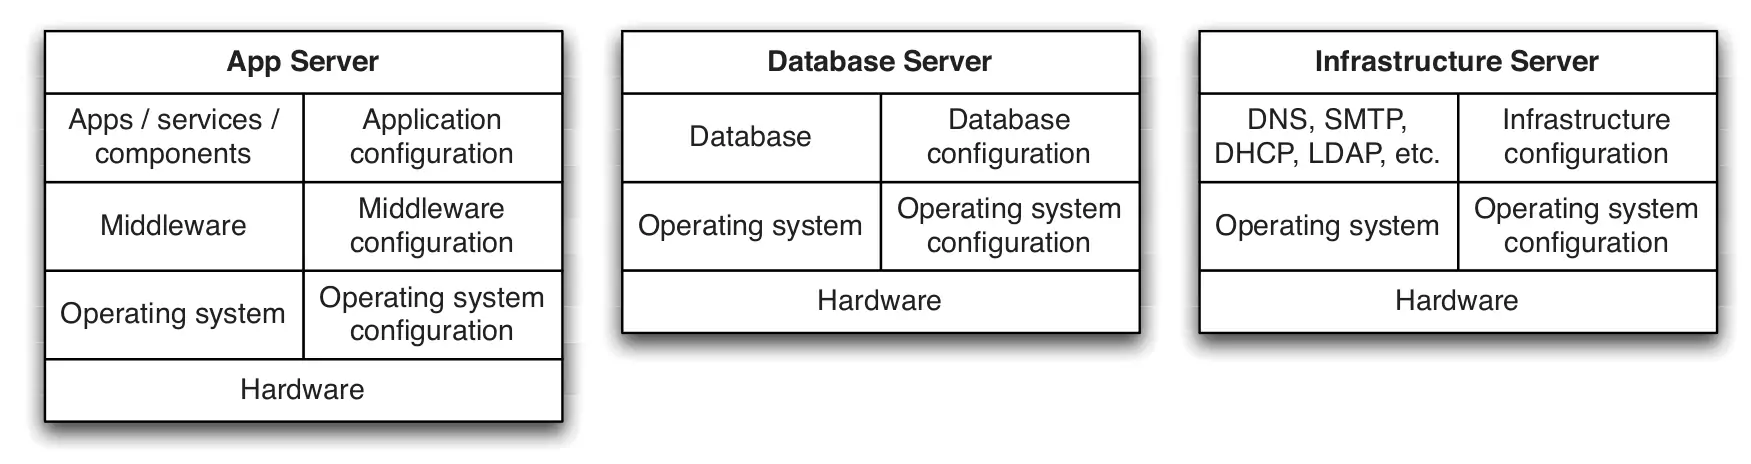 App Server
Apps / services /
components
Application
configuration
Middleware
Middleware
configuration
Operating system
Operating system
configuration
Hardware
Database Server
Database
Database
configuration
Operating system
Operating system
configuration
Hardware
Infrastructure Server
DNS, SMTP,
DHCP, LDAP, etc.
Infrastructure
configuration
Operating system
Operating system
configuration
Hardware